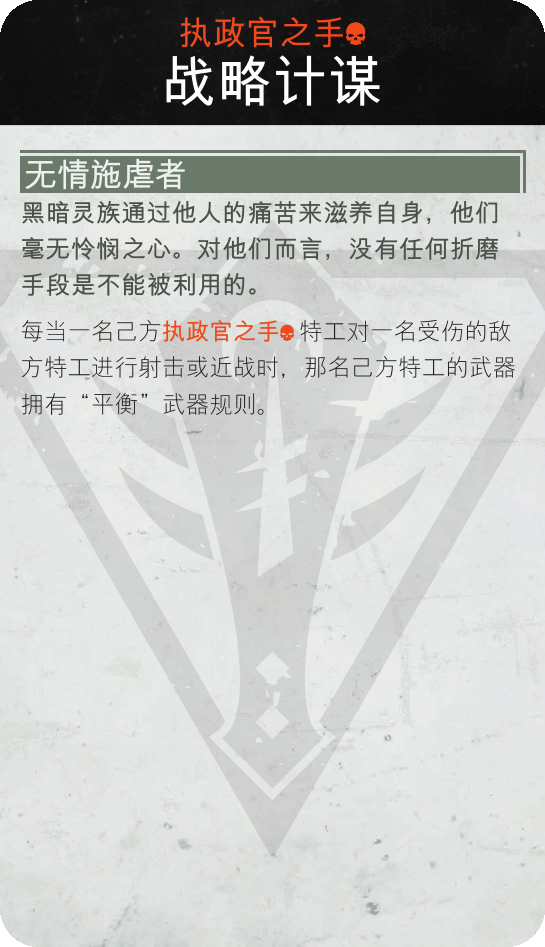 执政官之手
战略计谋
无情施虐者
黑暗灵族通过他人的痛苦来滋养自身，他们
毫无怜悯之心。对他们而言，没有任何折磨
手段是不能被利用的。
每当一名己方执政官之手特工对一名受伤的敌
方特工进行射击或近战时，那名己方特工的武器
拥有“平衡”武器规则。